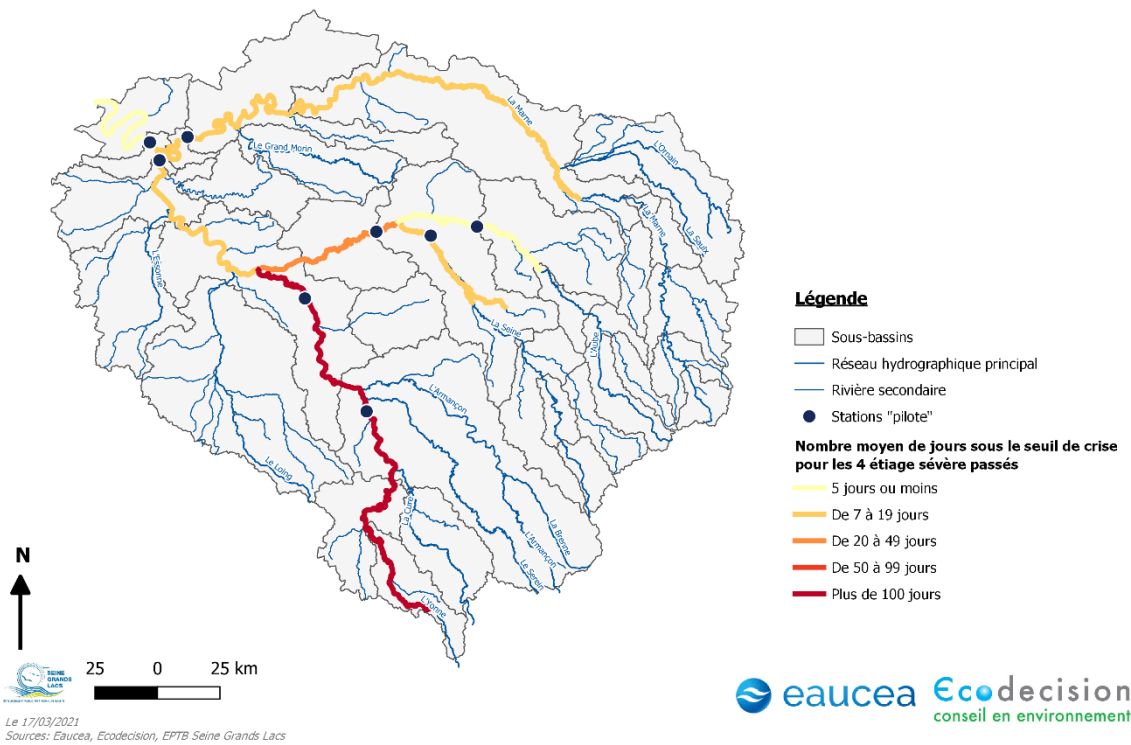 La Marne
L'Ornain
Le Grand Morin
La Marne
La Saulx
L'Essonne
La Seine
L'Aube
L'Armançon
Le Loing
La Cure
La Brenne
L'Armançon
Le Serein
L'Yonne
Légende
Sous-bassins
Réseau hydrographique principal
Rivière secondaire
Stations "pilote"
Nombre moyen de jours sous le seuil de crise
pour les 4 étiage sévère passés
5 jours ou moins
De 7 à 19 jours
De 20 à 49 jours
De 50 à 99 jours
Plus de 100 jours
N
25 0 25 km
SEINE
GRANDS
LACS
eaucea
Ecodecision
conseil en environnement
Le 17/03/2021
Sources: Eaucea, Ecodecision, EPTB Seine Grands Lacs